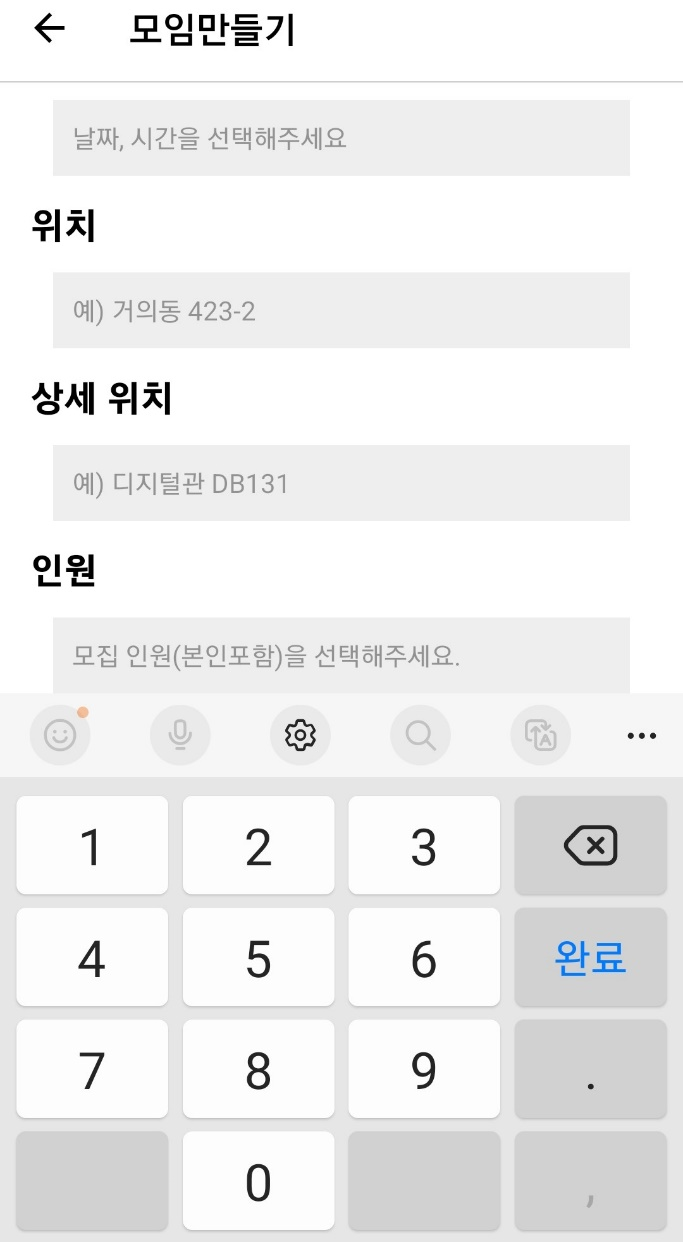 모임만들기
날짜, 시간을 선택해주세요
위치
예) 거의동 423-2
상세 위치
예) 디지털관 DB131
인원
모집 인원(본인포함)을 선택해주세요.
1 2 3
4 5 6 완료
7 8 9 .
0 ,